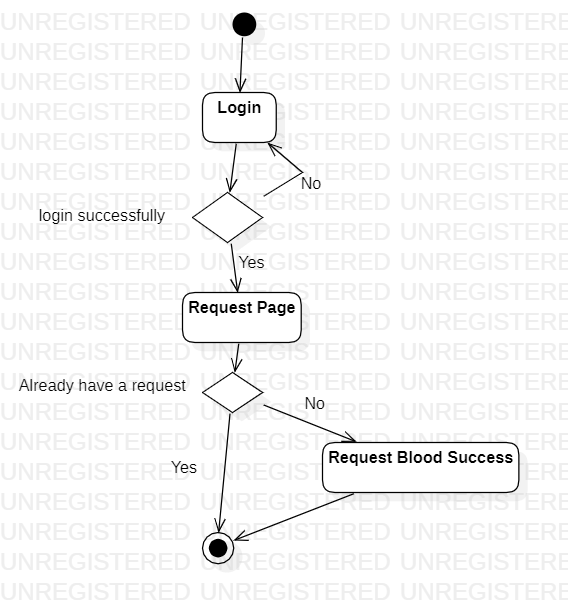 UNREGISTERED UNREGISTERED UNREGISTERED
Login
No
login successfully
Yes
Request Page
Already have a request
No
Request Blood Success
Yes